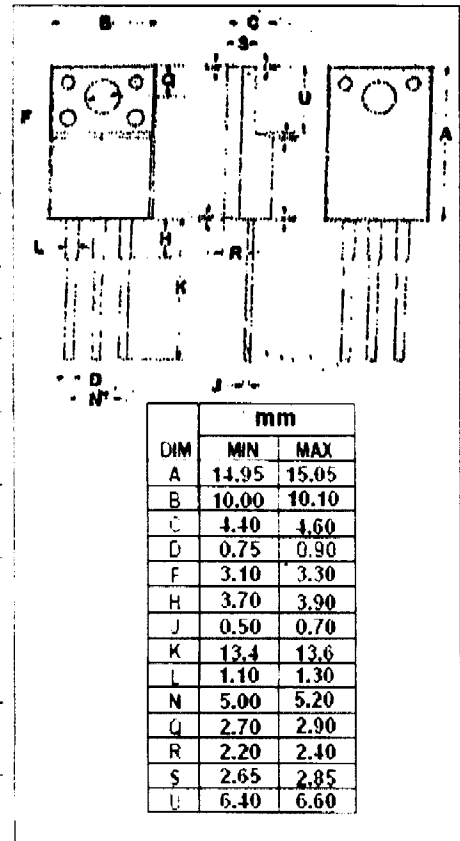 B C
S
Q
F U A
L H R
K
D J
N
mm
DIM MIN MAX
A 14.95 15.05
B 10.00 10.10
C 4.40 4.60
D 0.75 0.90
F 3.10 3.30
H 3.70 3.90
J 0.50 0.70
K 13.4 13.6
L 1.10 1.30
N 5.00 5.20
Q 2.70 2.90
R 2.20 2.40
S 2.65 2.85
U 6.40 6.60